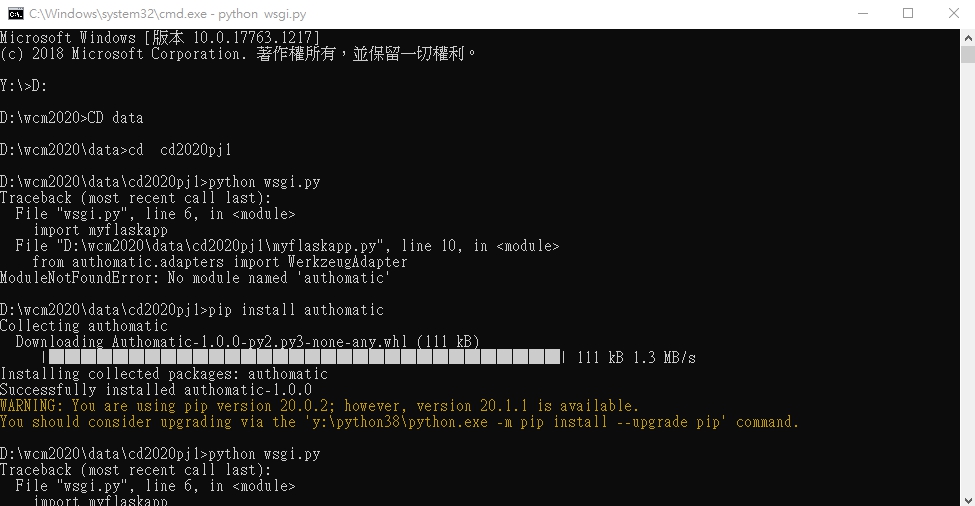 C:\Windows\system32\cmd.exe - python  wsgi.py
Microsoft Windows [版本 10.0.17763.1217]
(c) 2018 Microsoft Corporation. 著作權所有，並保留一切權利。
Y:\>D:
D:\wcm2020>CD data
D:\wcm2020\data>cd  cd2020pj1
D:\wcm2020\data\cd2020pj1>python wsgi.py
Traceback (most recent call last):
  File "wsgi.py", line 6, in <module>
    import myflaskapp
  File "D:\wcm2020\data\cd2020pj1\myflaskapp.py", line 10, in <module>
    from authomatic.adapters import WerkzeugAdapter
ModuleNotFoundError: No module named 'authomatic'
D:\wcm2020\data\cd2020pj1>pip install authomatic
Collecting authomatic
  Downloading Authomatic-1.0.0-py2.py3-none-any.whl (111 kB)
     |████████████████████████████████| 111 kB 1.3 MB/s
Installing collected packages: authomatic
Successfully installed authomatic-1.0.0
WARNING: You are using pip version 20.0.2; however, version 20.1.1 is available.
You should consider upgrading via the 'y:\python38\python.exe -m pip install --upgrade pip' command.
D:\wcm2020\data\cd2020pj1>python wsgi.py
Traceback (most recent call last):
  File "wsgi.py", line 6, in <module>
    import myflaskapp